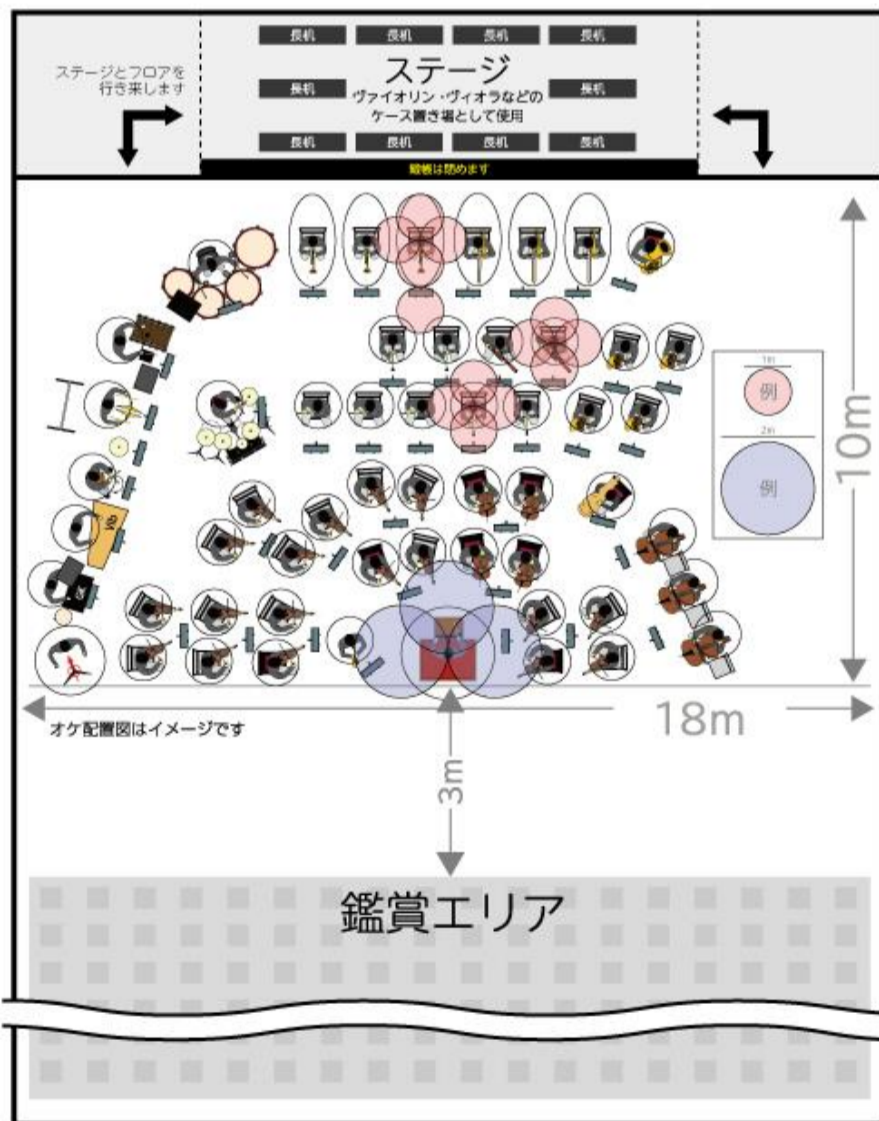 長机 長机 長机 長机
ステージとフロアを
行き来します
ステージ
長机 長机
ヴァイオリン・ヴィオラなどの
ケース置き場として使用
長机 長机 長机 長机
緞帳は閉めます
1m
例
2m
例
10m
Vib
18m
オケ配置図はイメージです
3m
鑑賞エリア